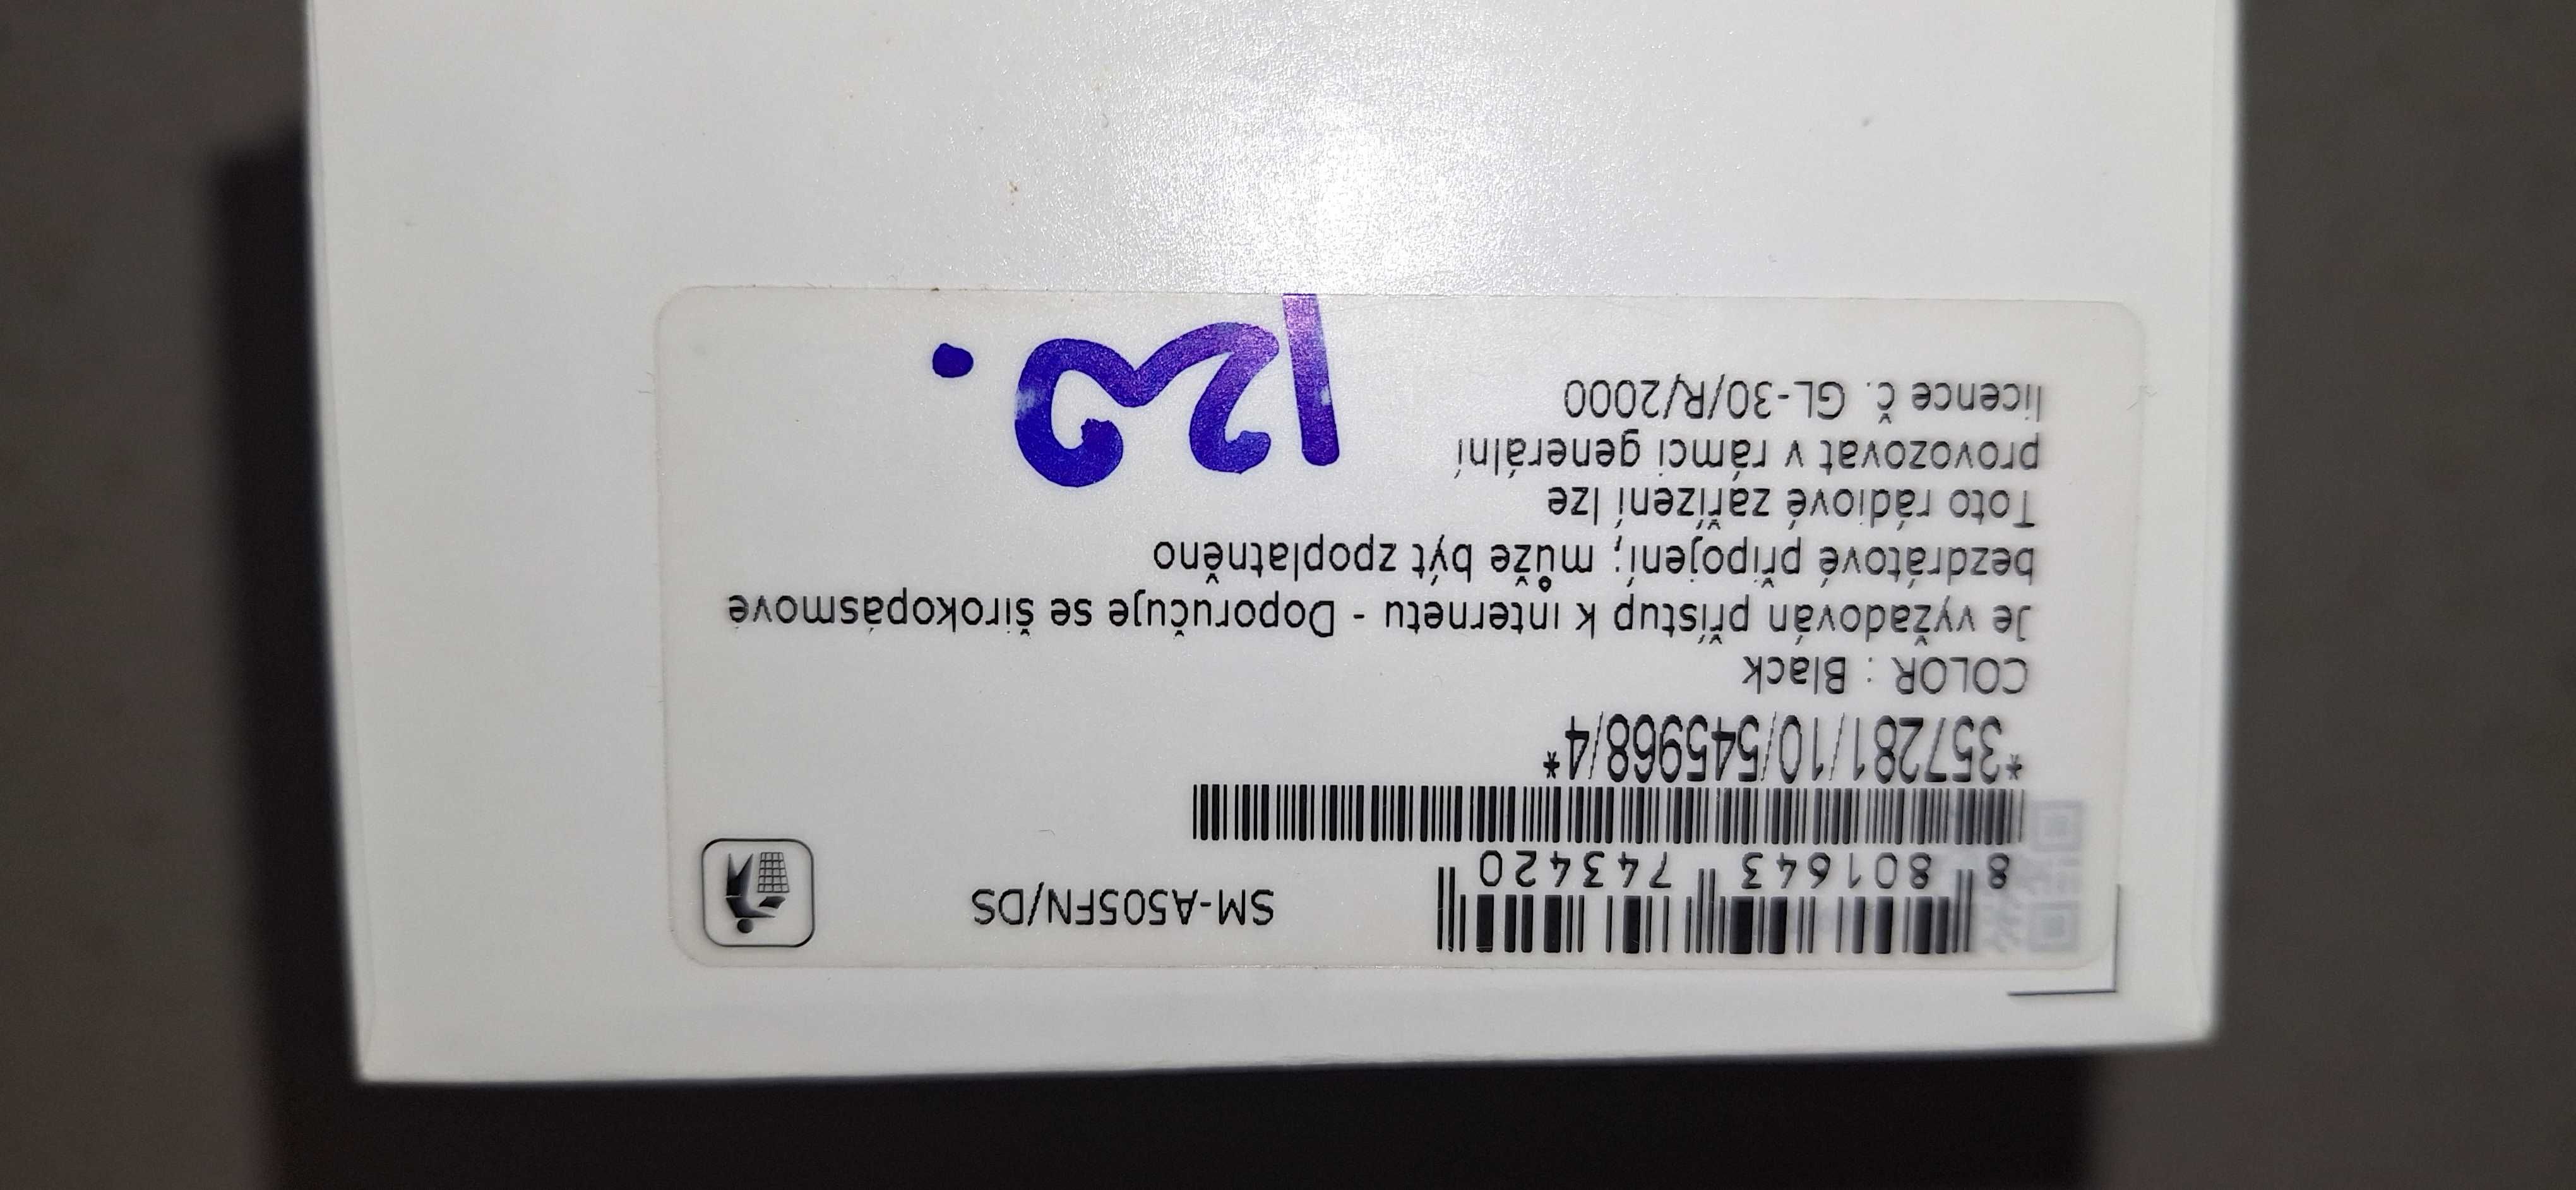 8 801643 743420
SM-A505FN/DS
*357281/10/545968/4*
COLOR : Black
Je vyžadován přístup k internetu - Doporučuje se širokopásmové
bezdrátové připojení; může být zpoplatněno
Toto rádiové zařízení lze
provozovat v rámci generální
licence č. GL-30/R/2000
120.